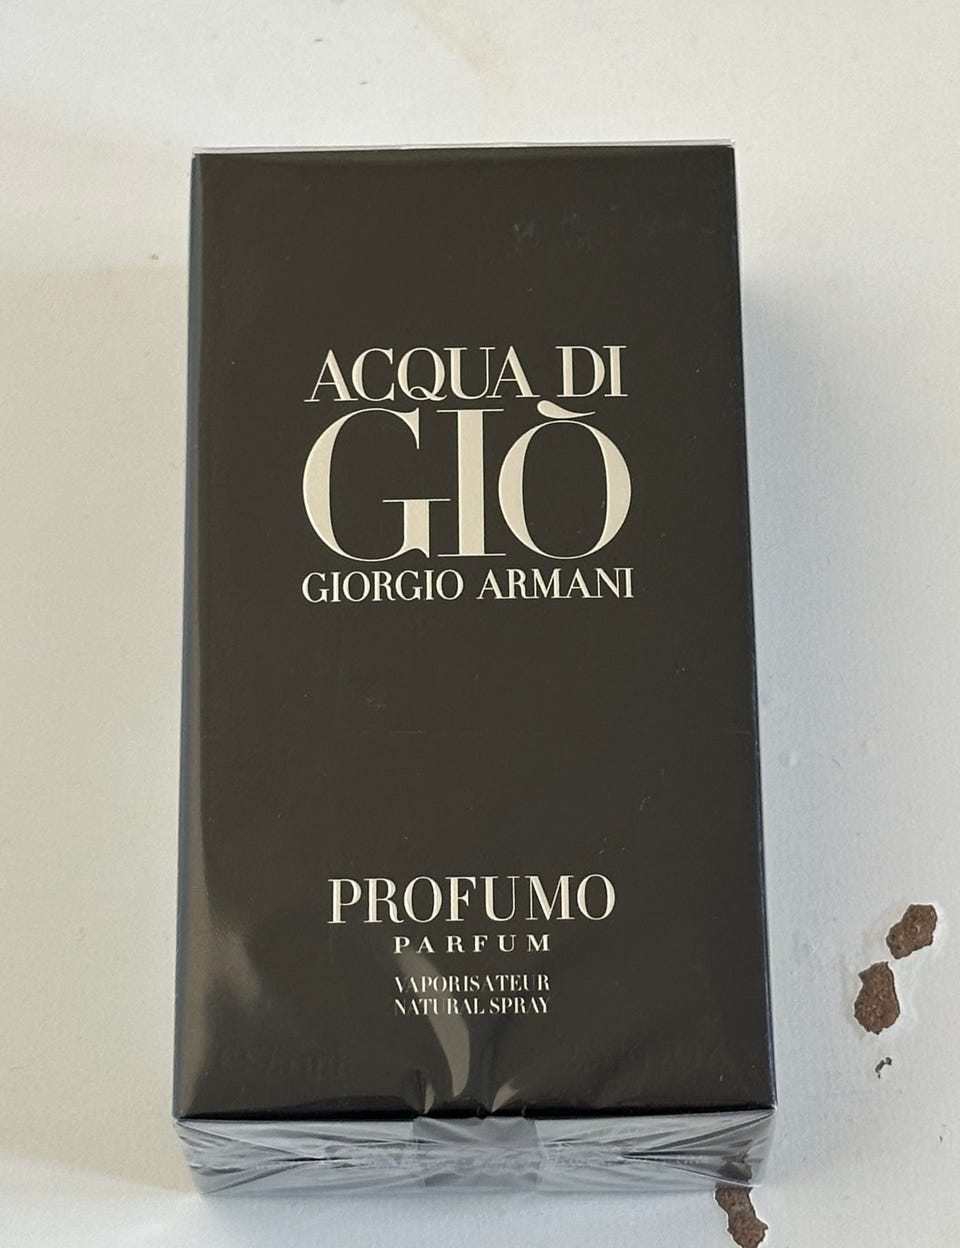 ACQUA DI
GIÒ
GIORGIO ARMANI
PROFUMO
PARFUM
VAPORISATEUR
NATURAL SPRAY